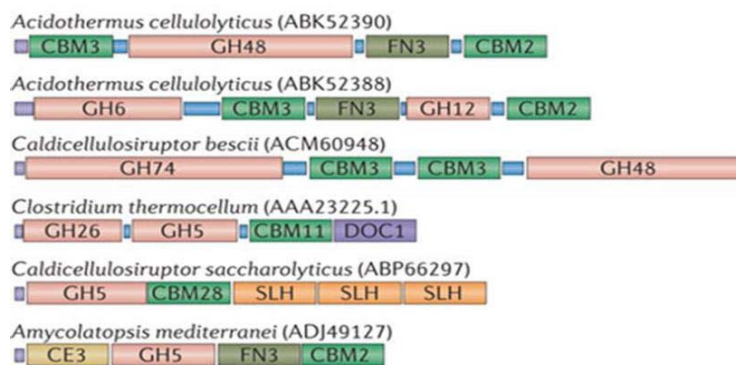 Acidothermus cellulolyticus (ABK52390)
CBM3 GH48 FN3 CBM2
Acidothermus cellulolyticus (ABK52388)
GH6 CBM3 FN3 GH12 CBM2
Caldicellulosiruptor bescii (ACM60948)
GH74 CBM3 CBM3 GH48
Clostridium thermocellum (AAA23225.1)
GH26 GH5 CBM11 DOC1
Caldicellulosiruptor saccharolyticus (ABP66297)
GH5 CBM28 SLH SLH SLH
Amycolatopsis mediterranei (ADJ49127)
CE3 GH5 FN3 CBM2